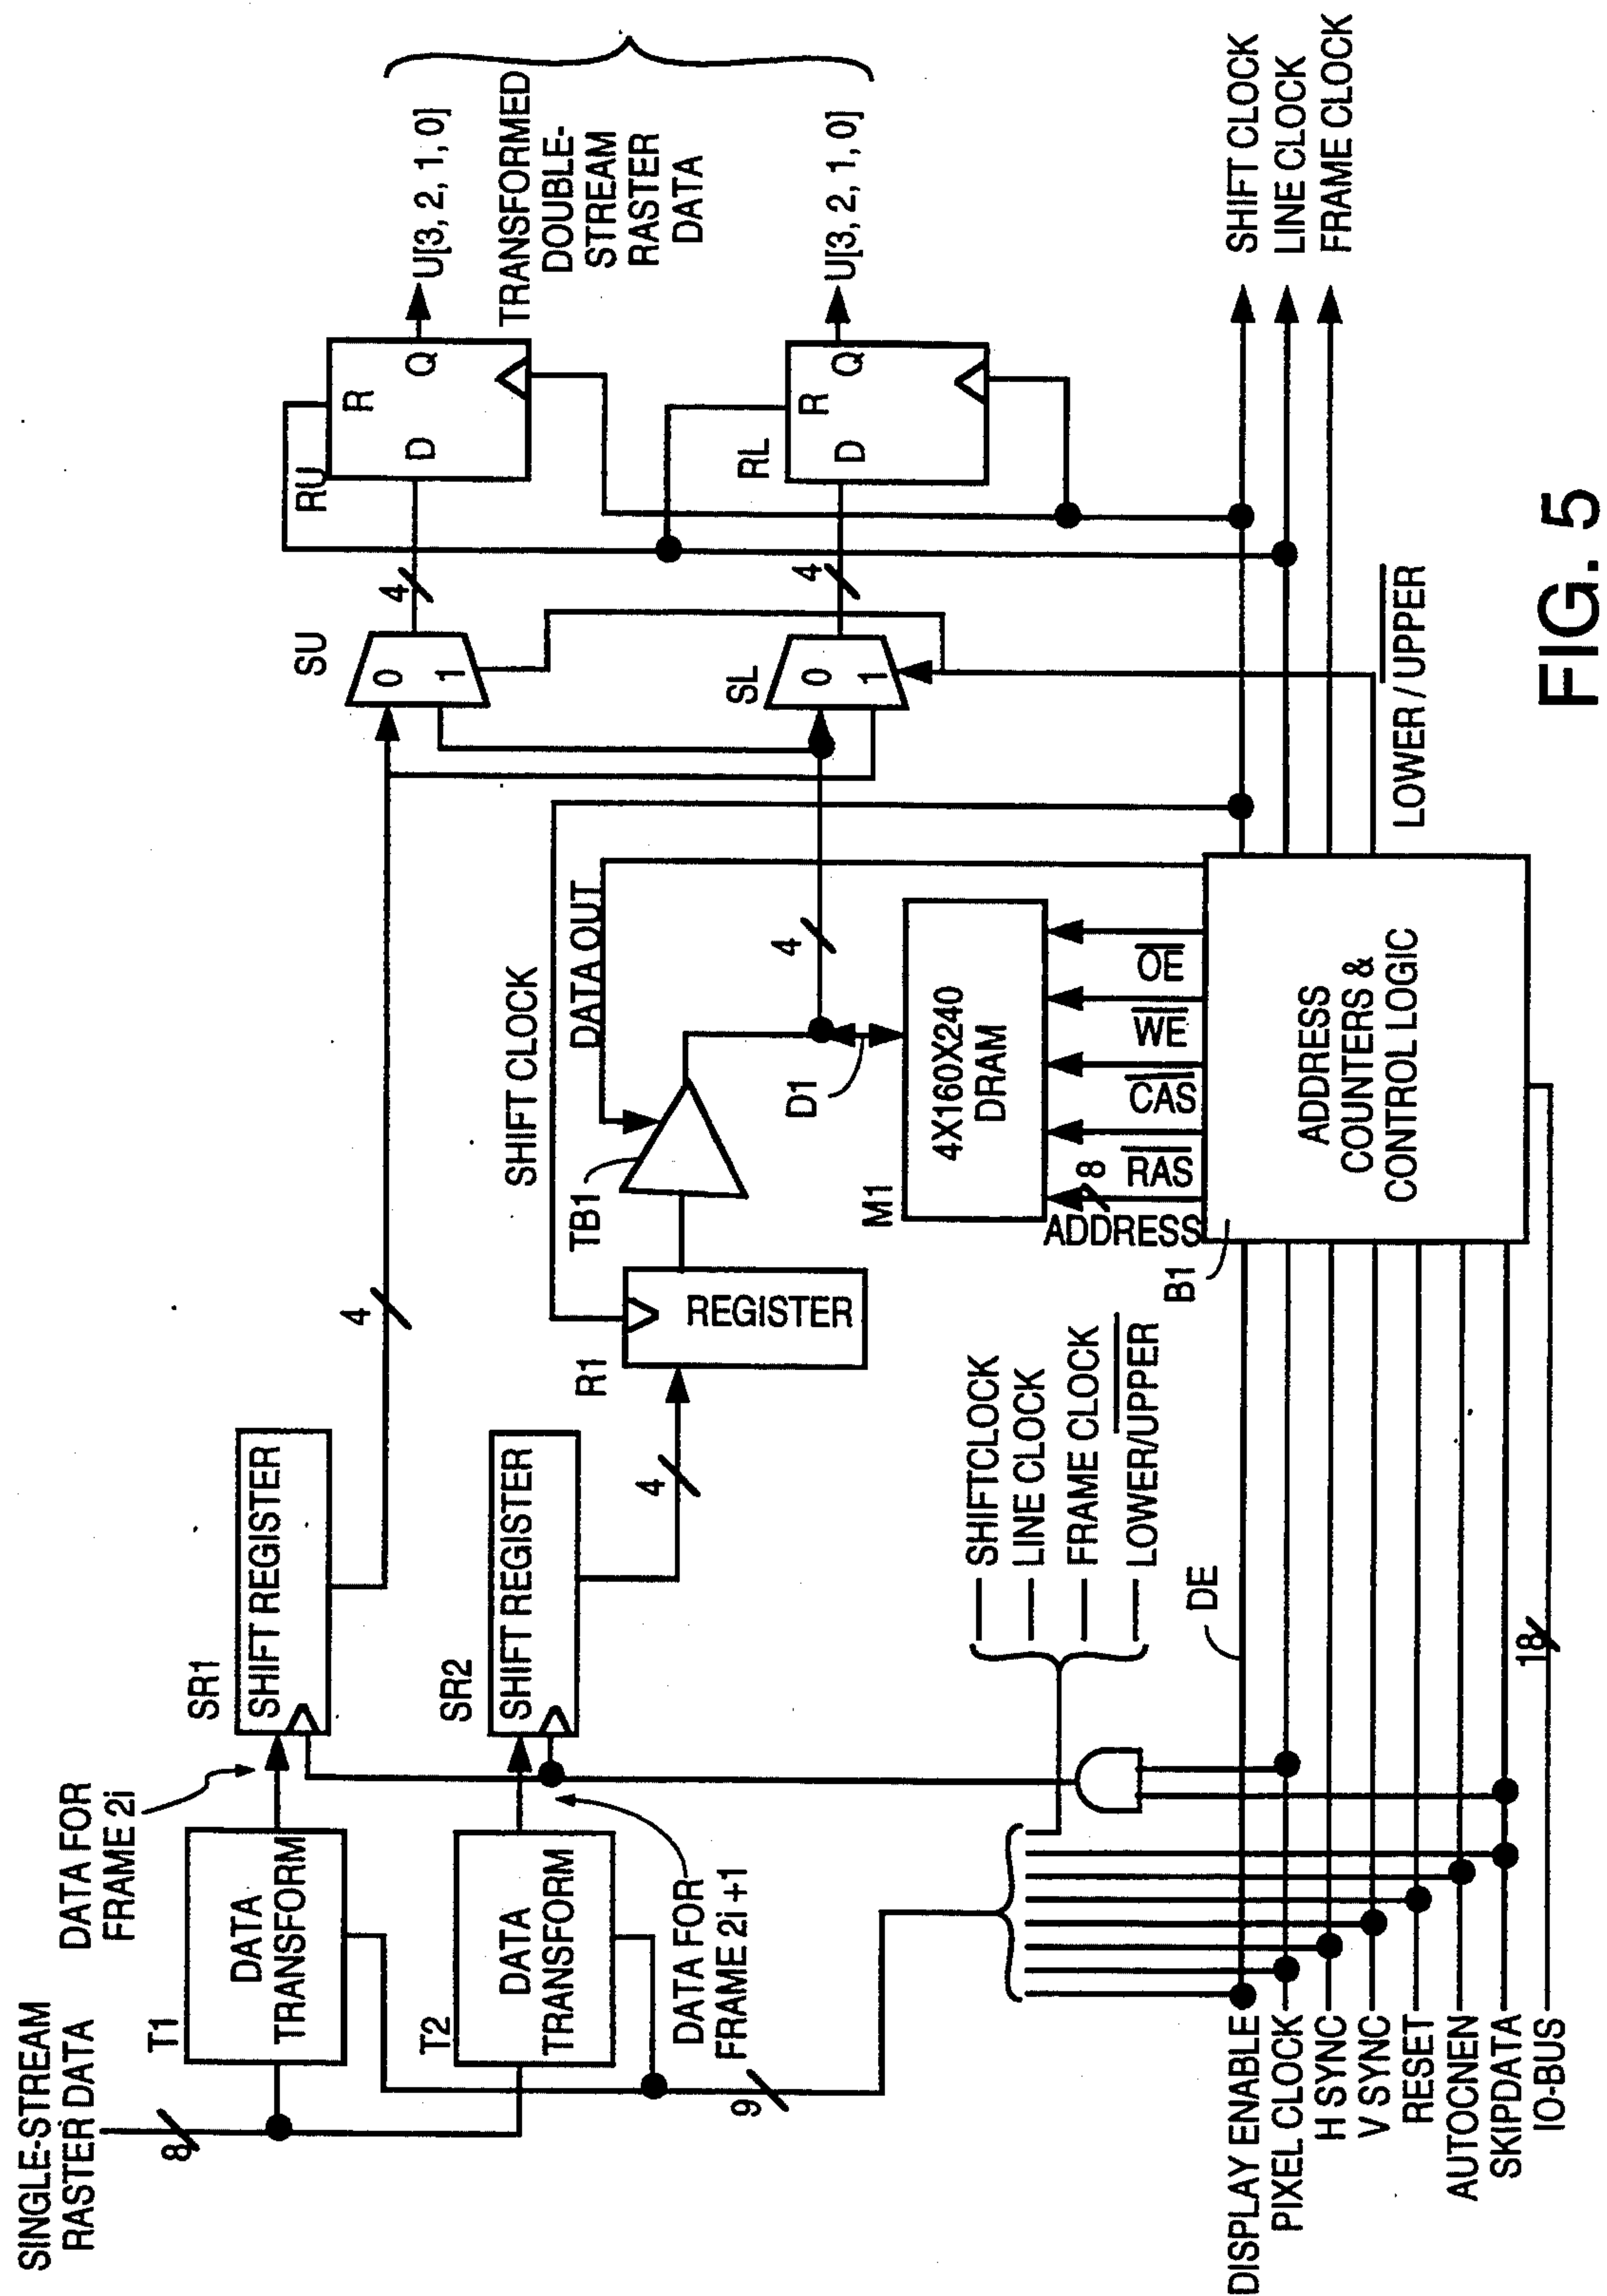 SINGLE-STREAM
RASTER DATA
8
T1
DATA
TRANSFORM
DATA FOR
FRAME 2i
SR1
SHIFT REGISTER
4
SU
0
1
4
RU
R
D
Q
U[3, 2, 1, 0]
TRANSFORMED
DOUBLE-
STREAM
RASTER
DATA
T2
DATA
TRANSFORM
DATA FOR
FRAME 2i +1
SR2
SHIFT REGISTER
4
R1
REGISTER
SHIFT CLOCK
DATA OUT
TB1
4
D1
SL
0
1
4
RL
R
D
Q
U[3, 2, 1, 0]
9
SHIFTCLOCK
LINE CLOCK
FRAME CLOCK
LOWER/UPPER
M1
4X160X240
DRAM
ADDRESS
8
RAS
CAS
WE
OE
B1
ADDRESS
COUNTERS &
CONTROL LOGIC
DE
DISPLAY ENABLE
PIXEL CLOCK
H SYNC
V SYNC
RESET
AUTOCNEN
SKIPDATA
IO-BUS
18
LOWER / UPPER
SHIFT CLOCK
LINE CLOCK
FRAME CLOCK
FIG. 5